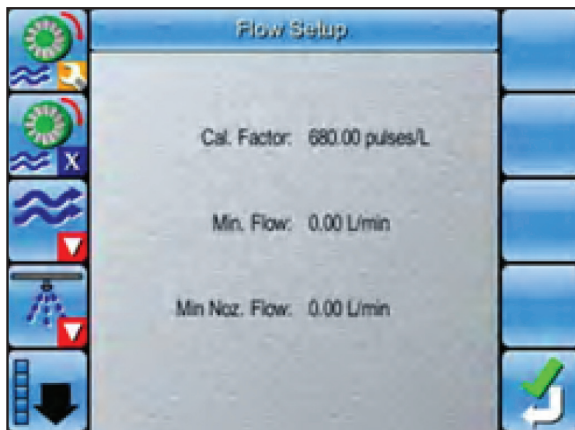 Flow Setup
Cal. Factor: 680.00 pulses/L
X
Min. Flow: 0.00 L/min
Min Noz. Flow: 0.00 L/min